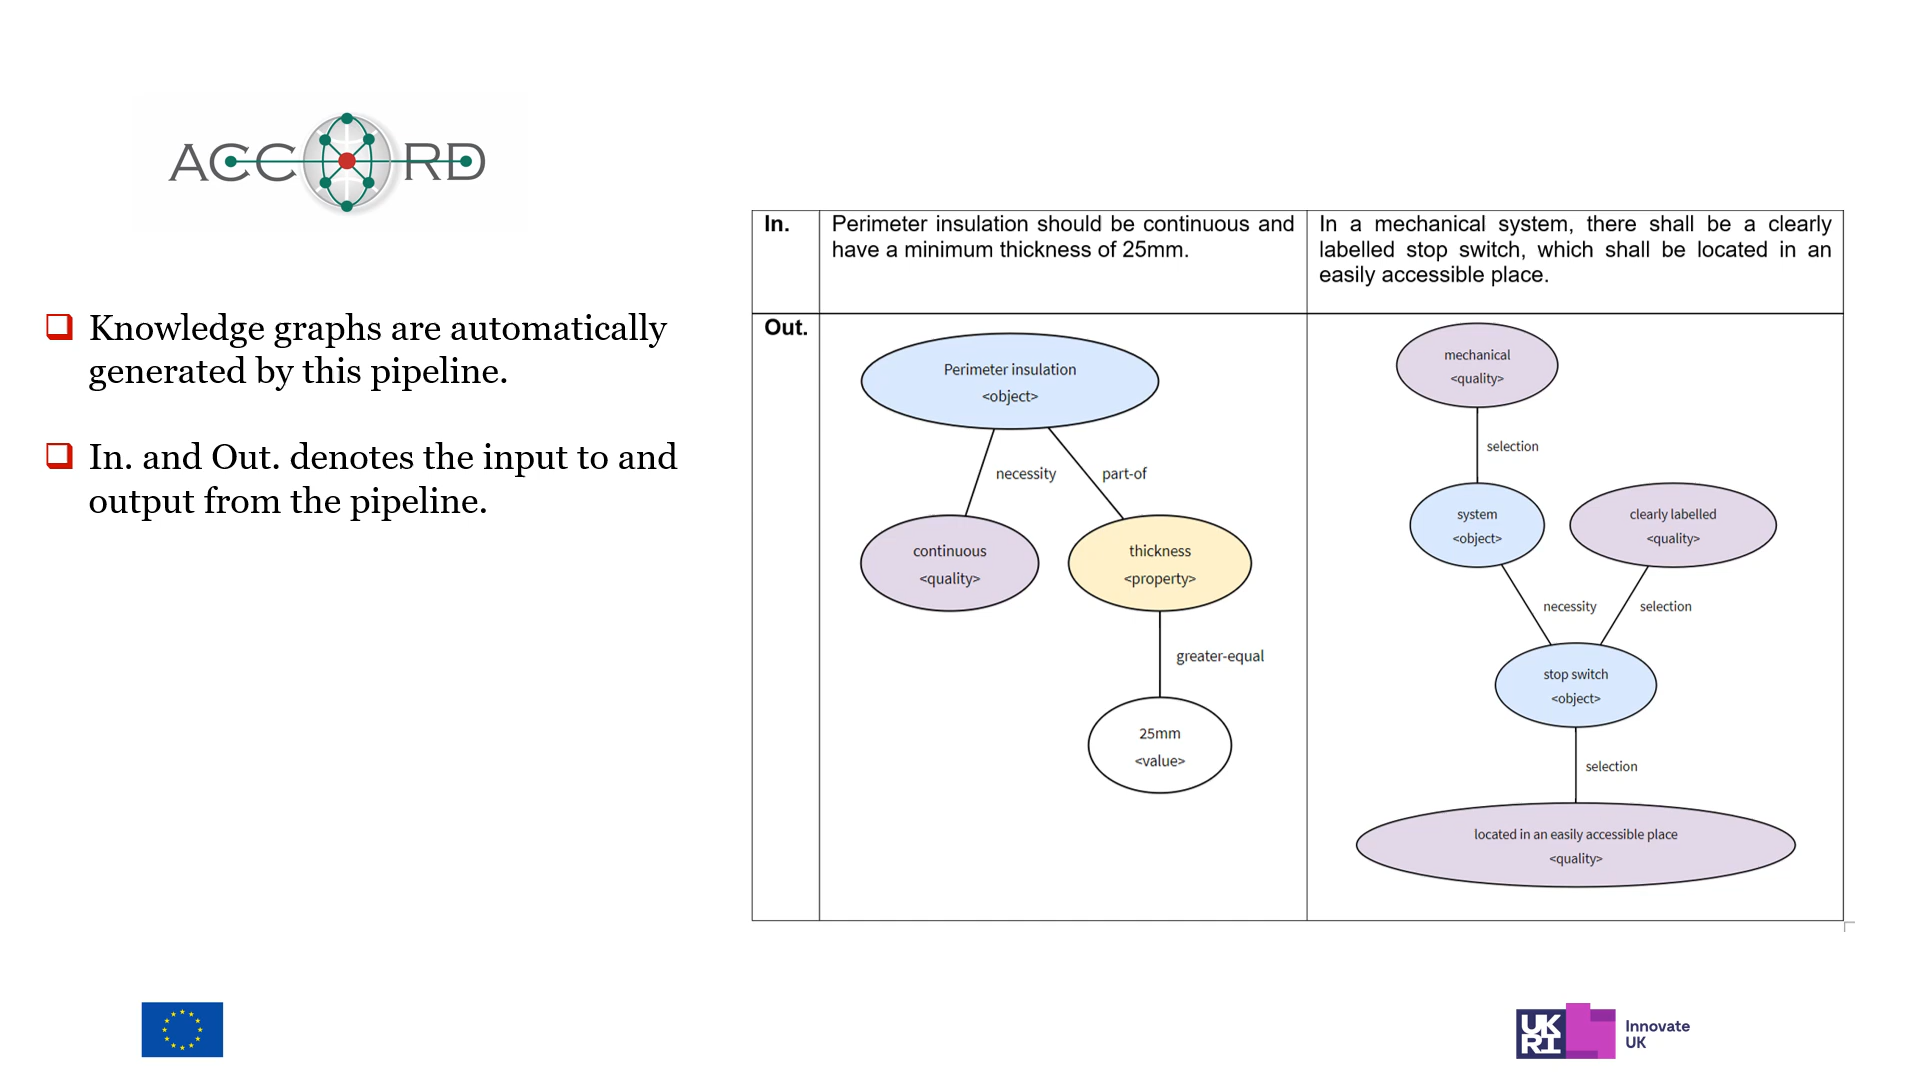 ACCORD
Knowledge graphs are automatically
generated by this pipeline.
In. and Out. denotes the input to and
output from the pipeline.
In.
Perimeter insulation should be continuous and
have a minimum thickness of 25mm.
In a mechanical system, there shall be a clearly
labelled stop switch, which shall be located in an
easily accessible place.
Out.
Perimeter insulation
<object>
necessity
part-of
continuous
<quality>
thickness
<property>
greater-equal
25mm
<value>
mechanical
<quality>
selection
system
<object>
clearly labelled
<quality>
necessity
selection
stop switch
<object>
selection
located in an easily accessible place
<quality>
UK
RI
Innovate
UK